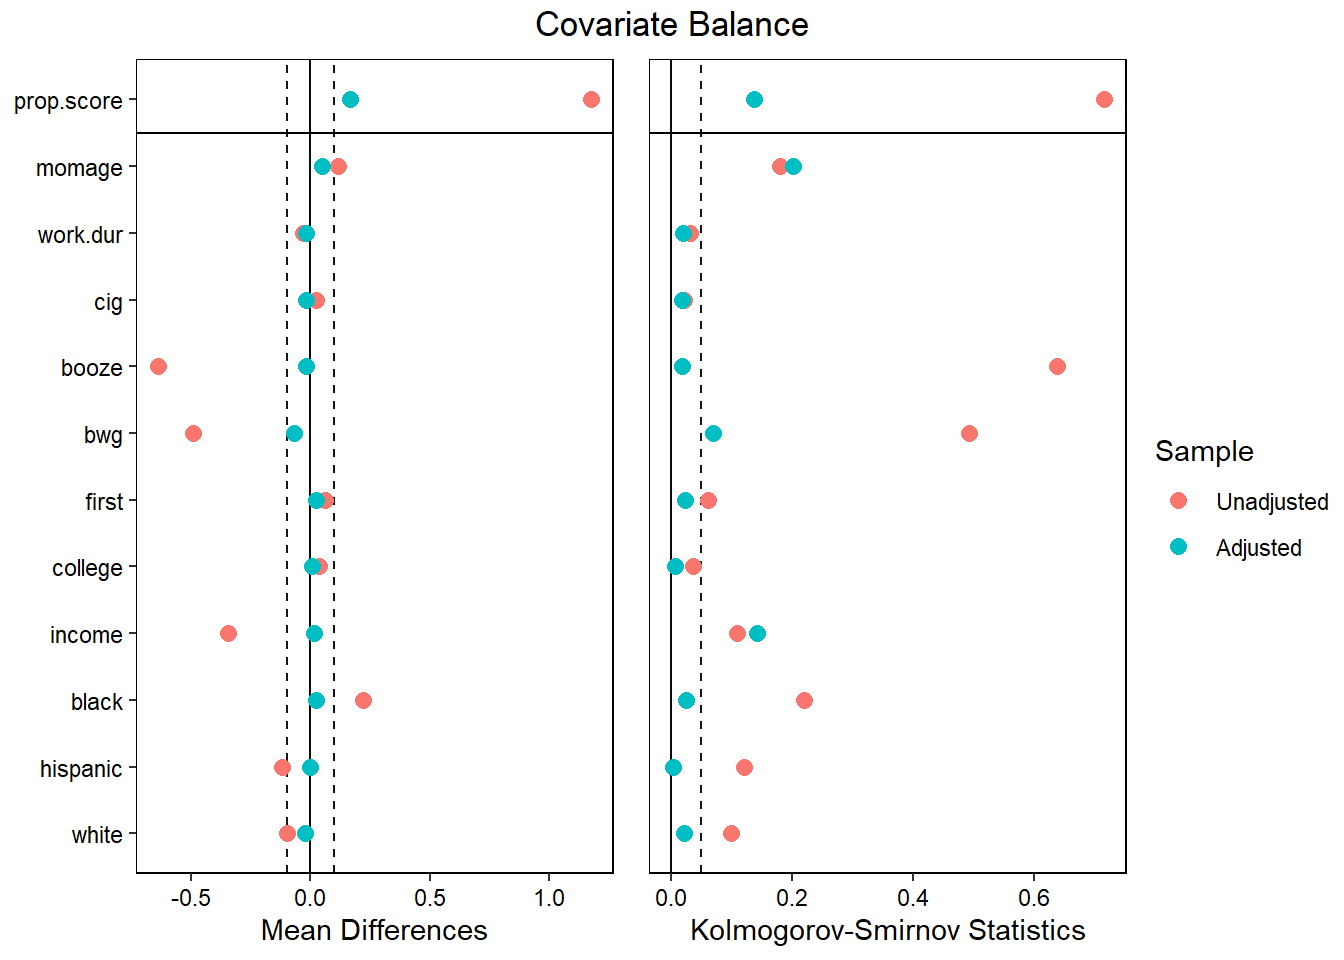 Covariate Balance
prop.score
momage
work.dur
cig
booze
bwg
first
college
income
black
hispanic
white
-0.5 0.0 0.5 1.0
Mean Differences
0.0 0.2 0.4 0.6
Kolmogorov-Smirnov Statistics
Sample
Unadjusted
Adjusted